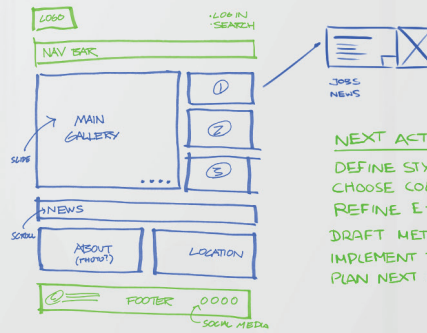 LOGO
·LOG IN
·SEARCH
NAV BAR
MAIN
GALLERY
SLIDE
1
2
3
JOBS
NEWS
NEWS
SCROLL
ABOUT
(PHOTO?)
LOCATION
FOOTER
SOCIAL MEDIA
NEXT ACT
DEFINE STY
CHOOSE CO
REFINE E
DRAFT MET
IMPLEMENT
PLAN NEXT